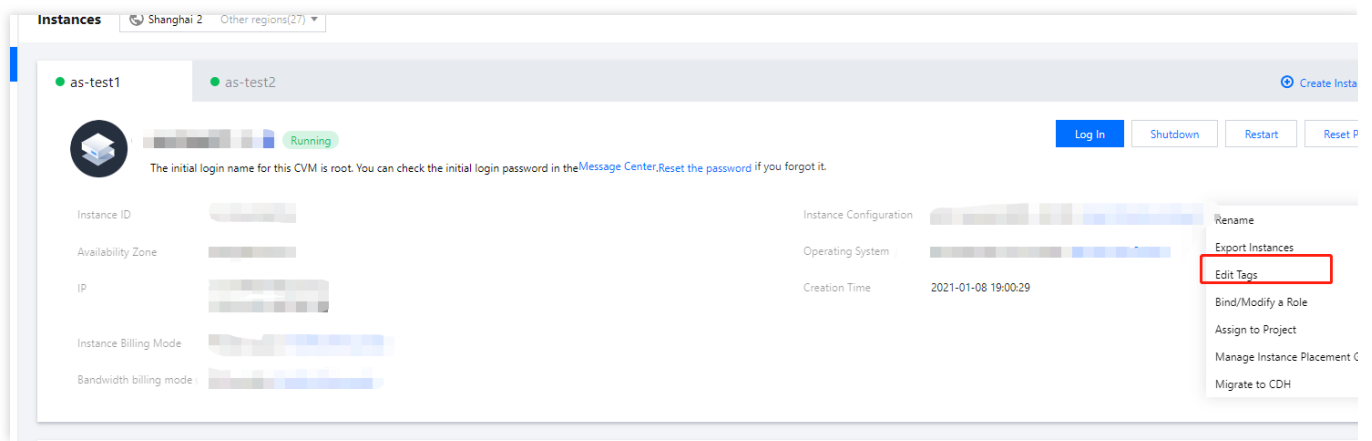 Instances Shanghai 2 Other regions(27)
as-test1 as-test2 Create Insta
Running Log In Shutdown Restart Reset P
The initial login name for this CVM is root. You can check the initial login password in the Message Center,Reset the password if you forgot it.
Instance ID Instance Configuration
Availability Zone Operating System
IP Creation Time 2021-01-08 19:00:29
Instance Billing Mode
Bandwidth billing mode
Rename
Export Instances
Edit Tags
Bind/Modify a Role
Assign to Project
Manage Instance Placement G
Migrate to CDH